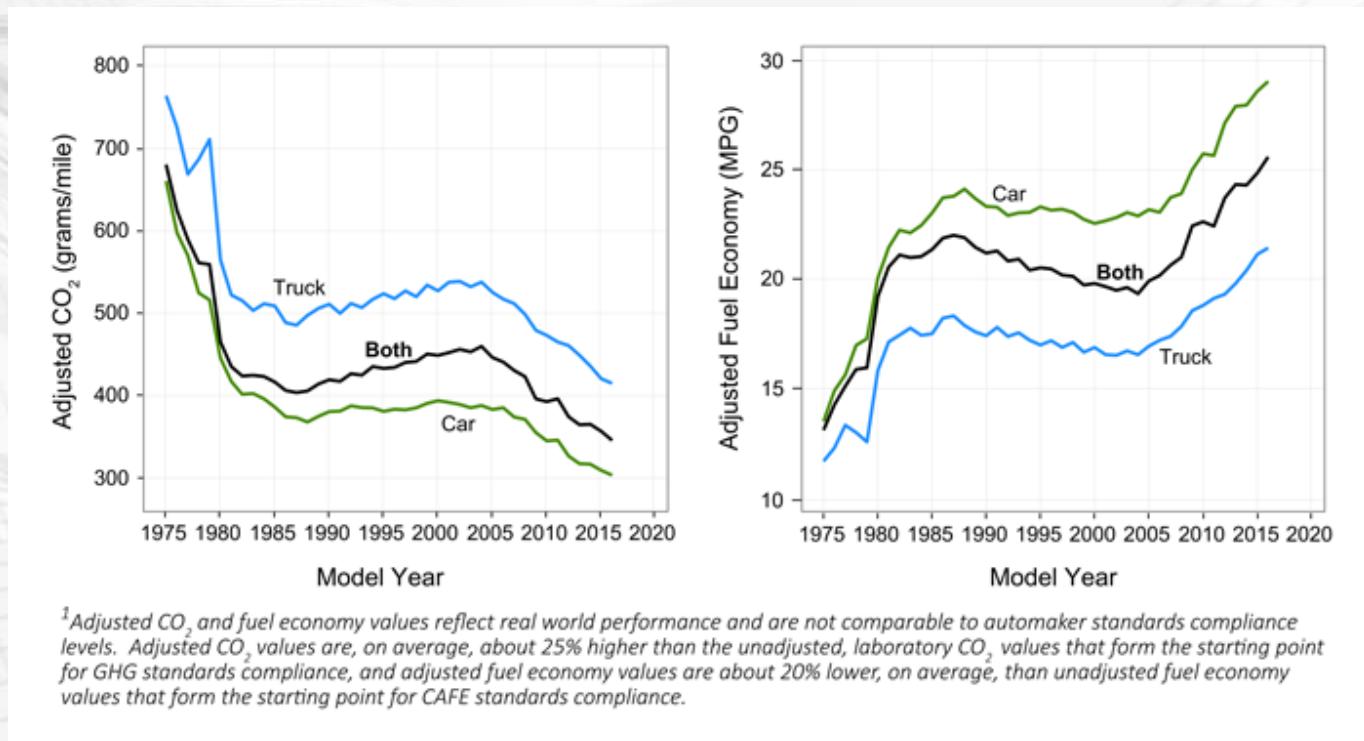 Adjusted CO2 (grams/mile)
800
700
600
500
400
300
Truck
Both
Car
1975 1980 1985 1990 1995 2000 2005 2010 2015 2020
Model Year
Adjusted Fuel Economy (MPG)
30
25
20
15
10
Car
Both
Truck
1975 1980 1985 1990 1995 2000 2005 2010 2015 2020
Model Year
1Adjusted CO2 and fuel economy values reflect real world performance and are not comparable to automaker standards compliance
levels. Adjusted CO2 values are, on average, about 25% higher than the unadjusted, laboratory CO2 values that form the starting point
for GHG standards compliance, and adjusted fuel economy values are about 20% lower, on average, than unadjusted fuel economy
values that form the starting point for CAFE standards compliance.